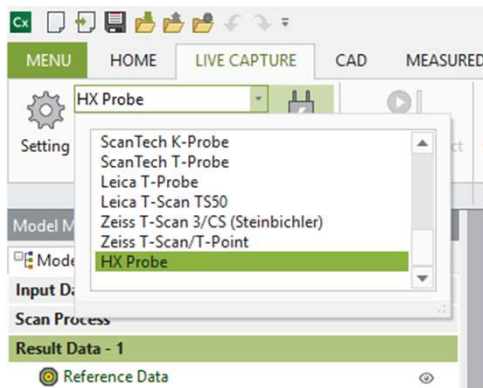 Cx
MENU HOME LIVE CAPTURE CAD MEASURED
HX Probe
Setting
ScanTech K-Probe
ScanTech T-Probe
Leica T-Probe
Leica T-Scan TS50
Zeiss T-Scan 3/CS (Steinbichler)
Zeiss T-Scan/T-Point
HX Probe
Model M
Mode
Input Da
Scan Process
Result Data - 1
Reference Data